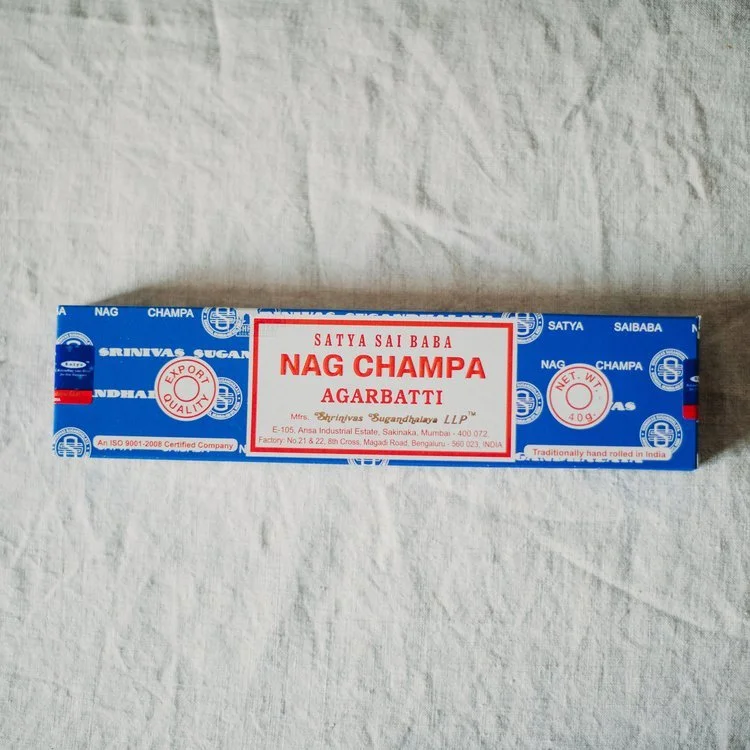 NAG CHAMPA
SATYA SAIBABA
SRINIVAS SUGAN
NAG CHAMPA
NDHAL
AS
EXPORT
QUALITY
An ISO 9001-2008 Certified Company
SATYA SAI BABA
NAG CHAMPA
AGARBATTI
Mfrs. Shrinivas Sugandhalaya LLP™
E-105, Ansa Industrial Estate, Sakinaka, Mumbai - 400 072
Factory: No.21 & 22, 8th Cross, Magadi Road, Bengaluru - 560 023, INDIA
NET. WT.
40g.
Traditionally hand rolled in India